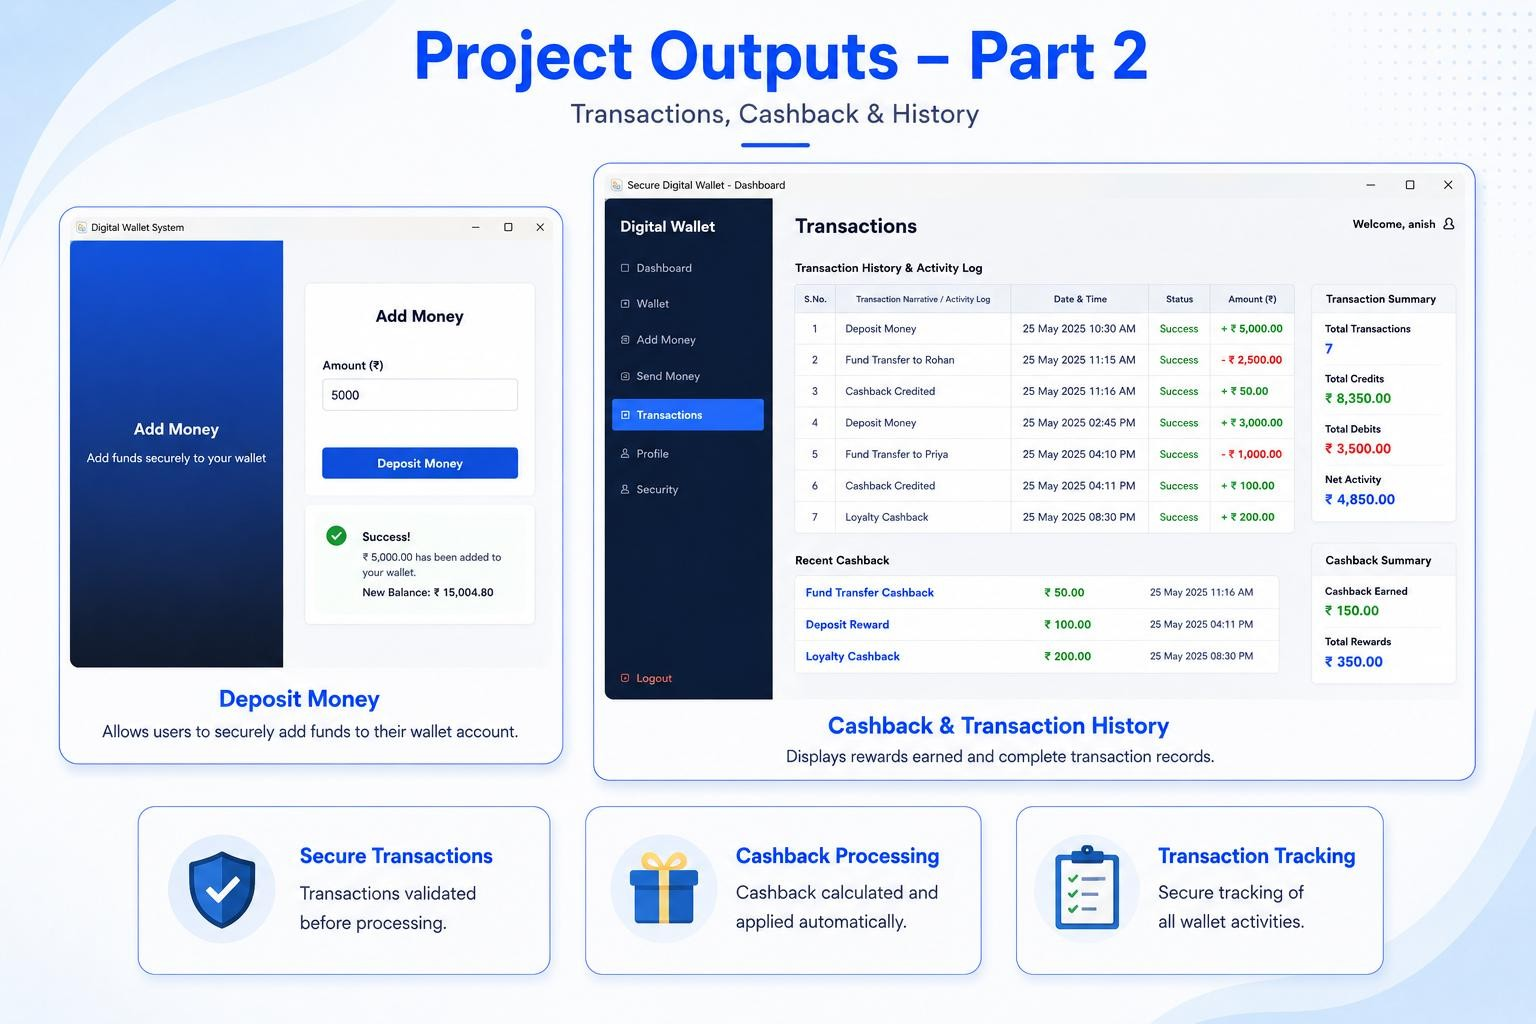 Project Outputs – Part 2
Transactions, Cashback & History
Digital Wallet System
Add Money
Add funds securely to your wallet
Add Money
Amount (₹)
5000
Deposit Money
Success!
₹ 5,000.00 has been added to
your wallet.
New Balance: ₹ 15,004.80
Deposit Money
Allows users to securely add funds to their wallet account.
Secure Digital Wallet - Dashboard
Digital Wallet
Dashboard
Wallet
Add Money
Send Money
Transactions
Profile
Security
Logout
Transactions
Welcome, anish
Transaction History & Activity Log
S.No. Transaction Narrative / Activity Log Date & Time Status Amount (₹)
1 Deposit Money 25 May 2025 10:30 AM Success + ₹ 5,000.00
2 Fund Transfer to Rohan 25 May 2025 11:15 AM Success - ₹ 2,500.00
3 Cashback Credited 25 May 2025 11:16 AM Success + ₹ 50.00
4 Deposit Money 25 May 2025 02:45 PM Success + ₹ 3,000.00
5 Fund Transfer to Priya 25 May 2025 04:10 PM Success - ₹ 1,000.00
6 Cashback Credited 25 May 2025 04:11 PM Success + ₹ 100.00
7 Loyalty Cashback 25 May 2025 08:30 PM Success + ₹ 200.00
Transaction Summary
Total Transactions
7
Total Credits
₹ 8,350.00
Total Debits
₹ 3,500.00
Net Activity
₹ 4,850.00
Recent Cashback
Fund Transfer Cashback ₹ 50.00 25 May 2025 11:16 AM
Deposit Reward ₹ 100.00 25 May 2025 04:11 PM
Loyalty Cashback ₹ 200.00 25 May 2025 08:30 PM
Cashback Summary
Cashback Earned
₹ 150.00
Total Rewards
₹ 350.00
Cashback & Transaction History
Displays rewards earned and complete transaction records.
Secure Transactions
Transactions validated
before processing.
Cashback Processing
Cashback calculated and
applied automatically.
Transaction Tracking
Secure tracking of
all wallet activities.